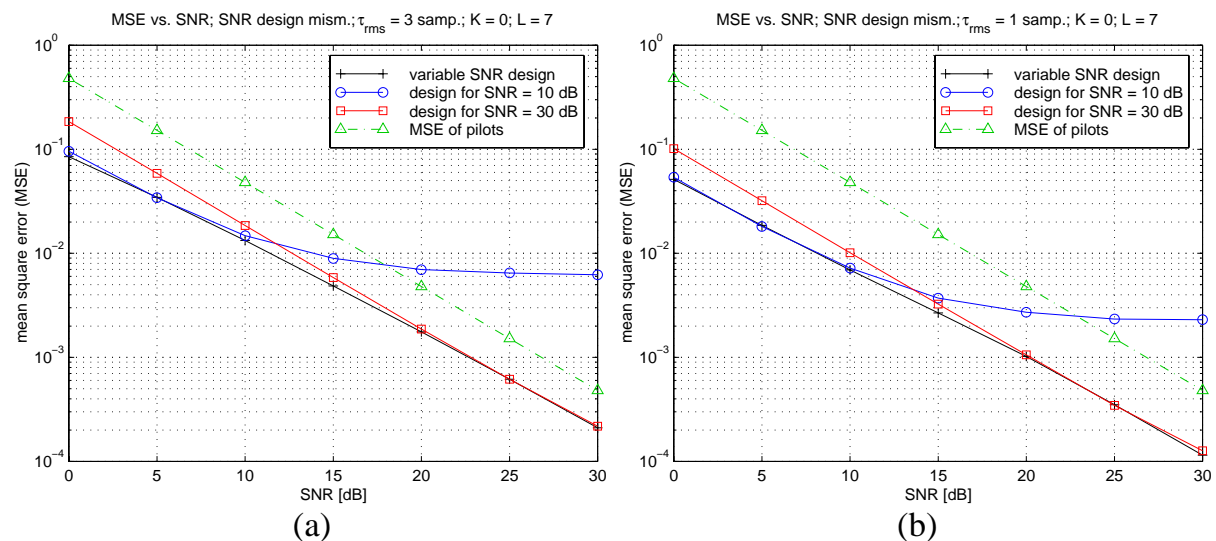 MSE vs. SNR; SNR design mism.; τrms = 3 samp.; K = 0; L = 7
10^0
10^-1
10^-2
10^-3
10^-4
mean square error (MSE)
variable SNR design
design for SNR = 10 dB
design for SNR = 30 dB
MSE of pilots
0 5 10 15 20 25 30
SNR [dB]
(a)
MSE vs. SNR; SNR design mism.; τrms = 1 samp.; K = 0; L = 7
10^0
10^-1
10^-2
10^-3
10^-4
mean square error (MSE)
variable SNR design
design for SNR = 10 dB
design for SNR = 30 dB
MSE of pilots
0 5 10 15 20 25 30
SNR [dB]
(b)